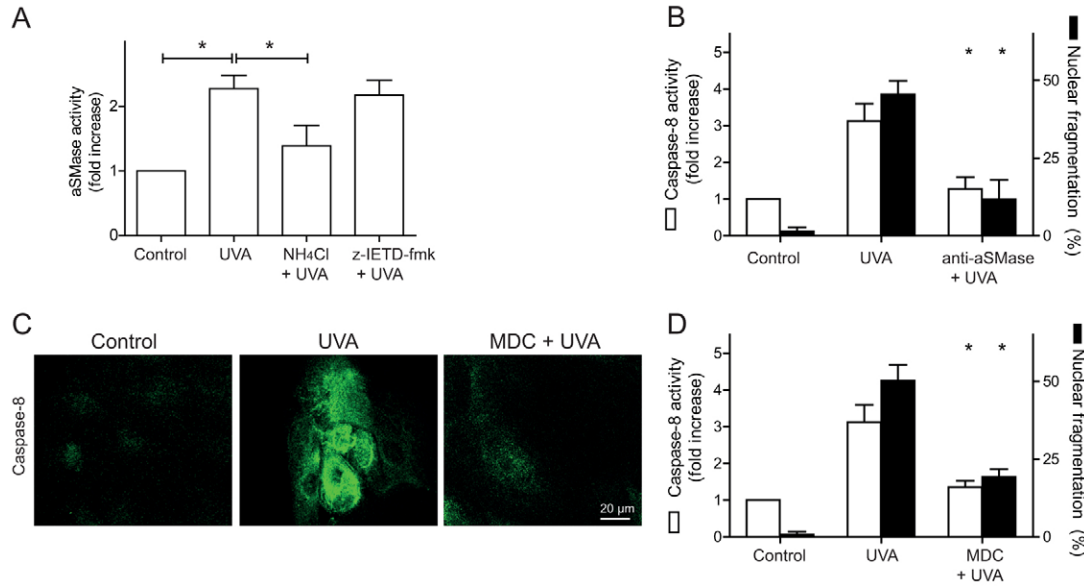 A
aSMase activity
(fold increase)
2
1
0
*
*
Control
UVA
NH4Cl
+ UVA
z-IETD-fmk
+ UVA
B
Caspase-8 activity
(fold increase)
5
4
3
2
1
0
*
*
50
25
0
Nuclear fragmentation (%)
Control
UVA
anti-aSMase
+ UVA
C
Control
UVA
MDC + UVA
Caspase-8
20 µm
D
Caspase-8 activity
(fold increase)
5
4
3
2
1
0
*
*
50
25
0
Nuclear fragmentation (%)
Control
UVA
MDC
+ UVA